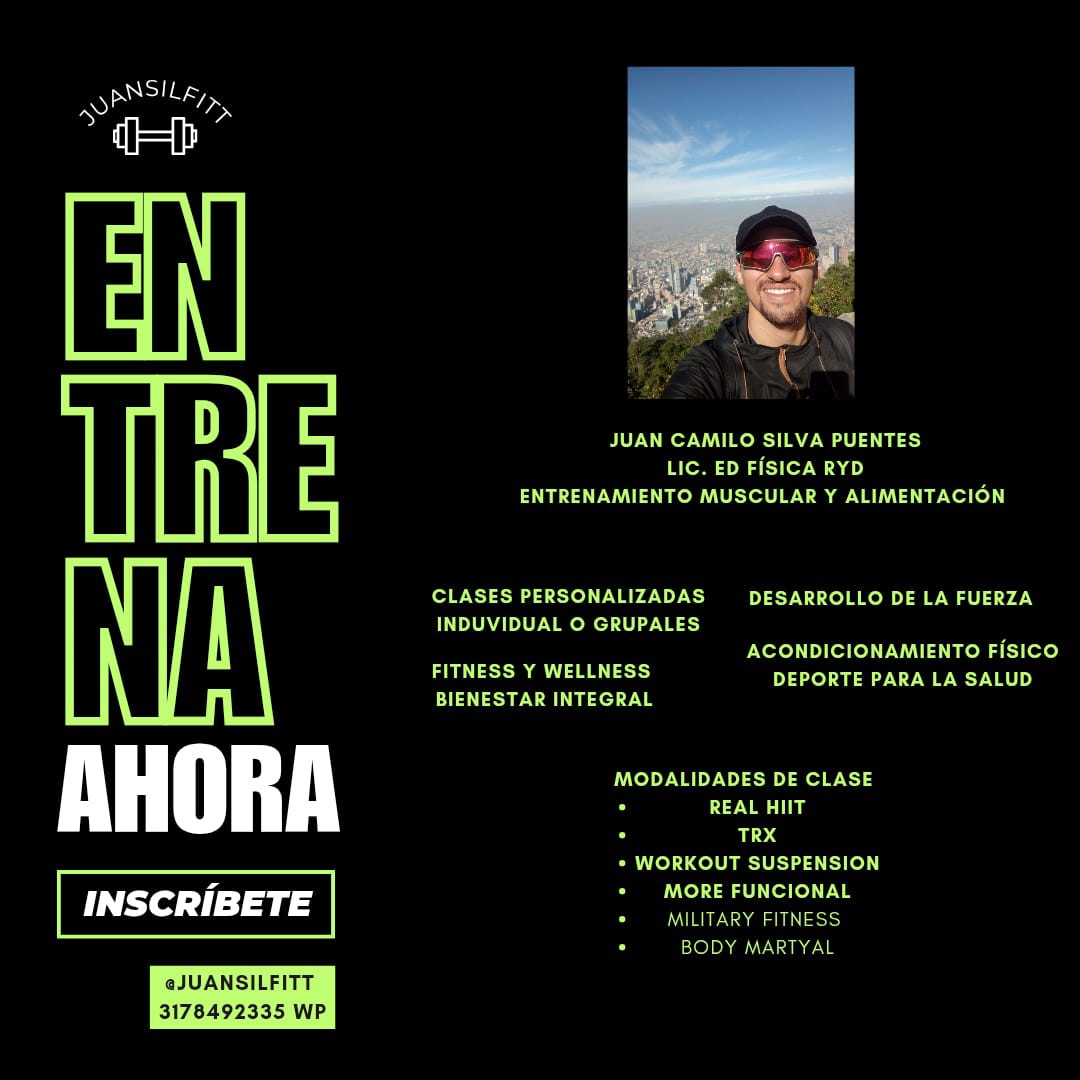 JUANSILFITT
EN
TRE
NA
AHORA
INSCRÍBETE
@JUANSILFITT
3178492335 WP
JUAN CAMILO SILVA PUENTES
LIC. ED FÍSICA RYD
ENTRENAMIENTO MUSCULAR Y ALIMENTACIÓN
CLASES PERSONALIZADAS
INDUVIDUAL O GRUPALES
FITNESS Y WELLNESS
BIENESTAR INTEGRAL
DESARROLLO DE LA FUERZA
ACONDICIONAMIENTO FÍSICO
DEPORTE PARA LA SALUD
MODALIDADES DE CLASE
• REAL HIIT
• TRX
• WORKOUT SUSPENSION
• MORE FUNCIONAL
• MILITARY FITNESS
• BODY MARTYAL